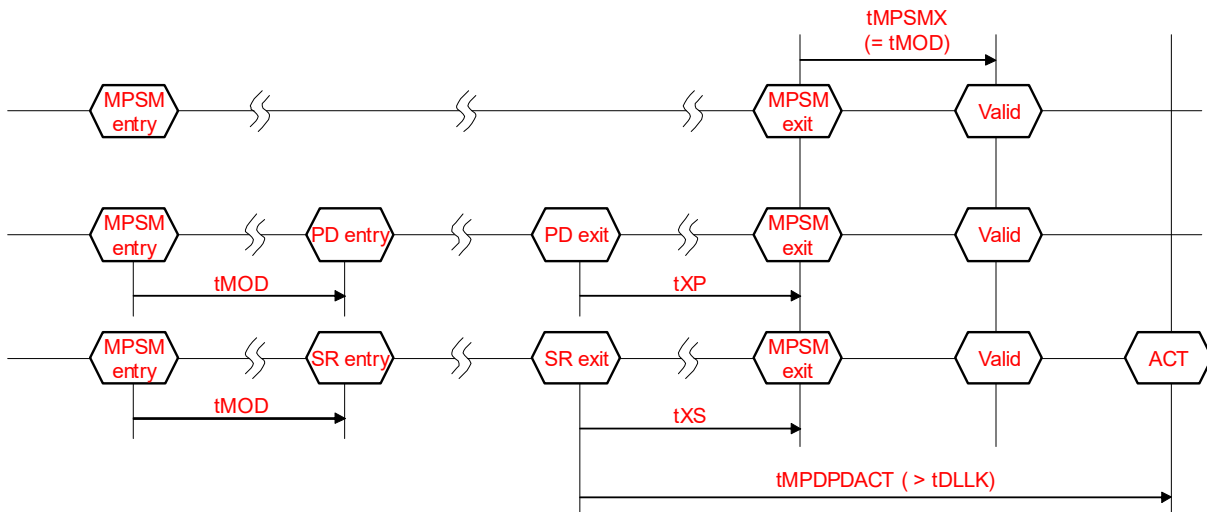 tMPSMX
(= tMOD)
MPSM
entry
MPSM
exit
Valid
MPSM
entry
PD entry
PD exit
MPSM
exit
Valid
tMOD
tXP
MPSM
entry
SR entry
SR exit
MPSM
exit
Valid
ACT
tMOD
tXS
tMPDPDACT ( > tDLLK)